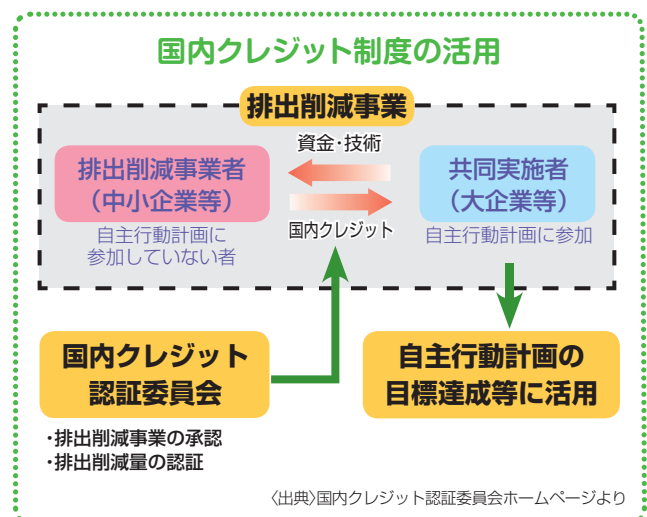 国内クレジット制度の活用
排出削減事業
資金・技術
排出削減事業者
（中小企業等）
共同実施者
（大企業等）
国内クレジット
自主行動計画に
参加していない者
自主行動計画に参加
国内クレジット
認証委員会
自主行動計画の
目標達成等に活用
・排出削減事業の承認
・排出削減量の認証
〈出典〉国内クレジット認証委員会ホームページより